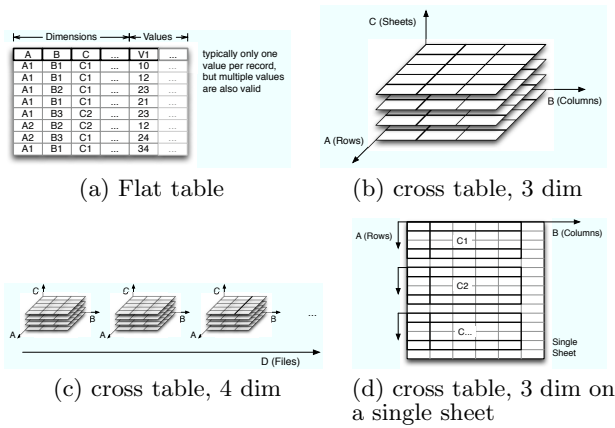 Dimensions Values
A B C ... V1 ...
A1 B1 C1 ... 10 ...
A1 B1 C1 ... 12 ...
A1 B2 C1 ... 23 ...
A1 B1 C1 ... 21 ...
A1 B3 C2 ... 23 ...
A2 B2 C2 ... 12 ...
A2 B3 C1 ... 24 ...
A1 B1 C1 ... 34 ...
typically only one
value per record,
but multiple values
are also valid
(a) Flat table
C (Sheets)
B (Columns)
A (Rows)
(b) cross table, 3 dim
C
B
A
C
B
A
C
B
A
...
D (Files)
(c) cross table, 4 dim
A (Rows)
B (Columns)
C1
C2
C...
Single
Sheet
(d) cross table, 3 dim on
a single sheet